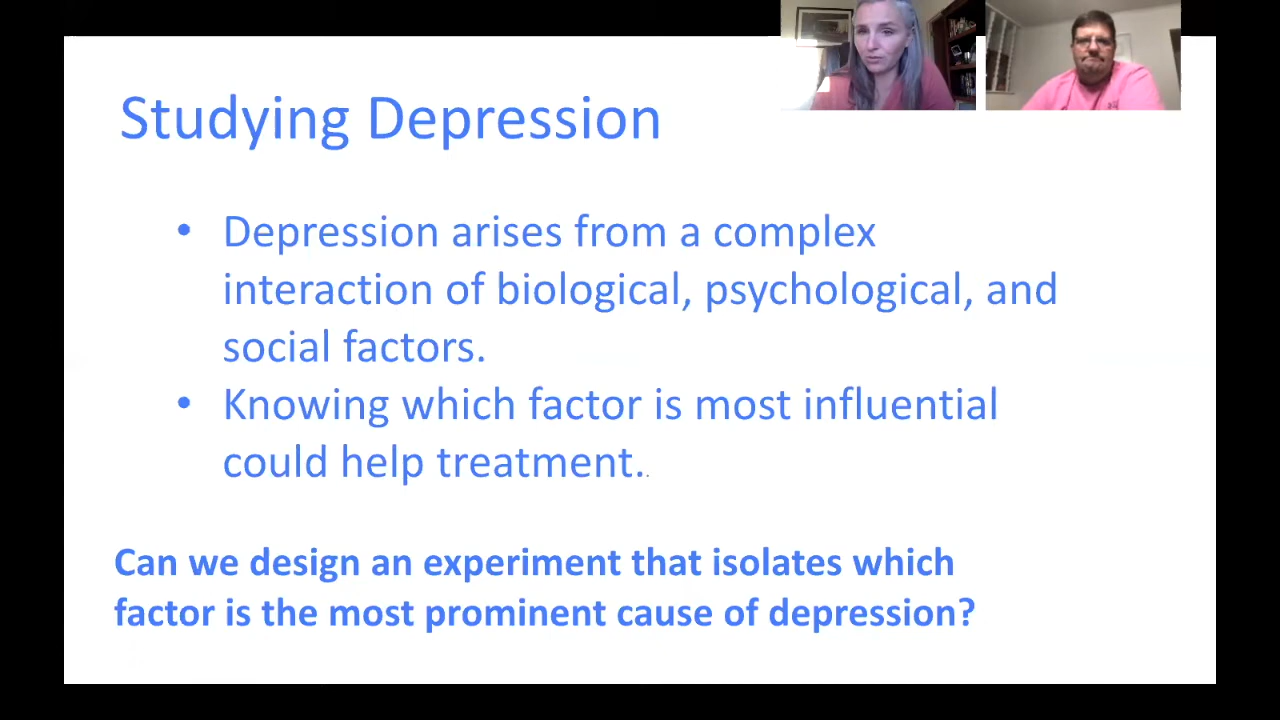 Studying Depression
• Depression arises from a complex
interaction of biological, psychological, and
social factors.
• Knowing which factor is most influential
could help treatment..
Can we design an experiment that isolates which
factor is the most prominent cause of depression?